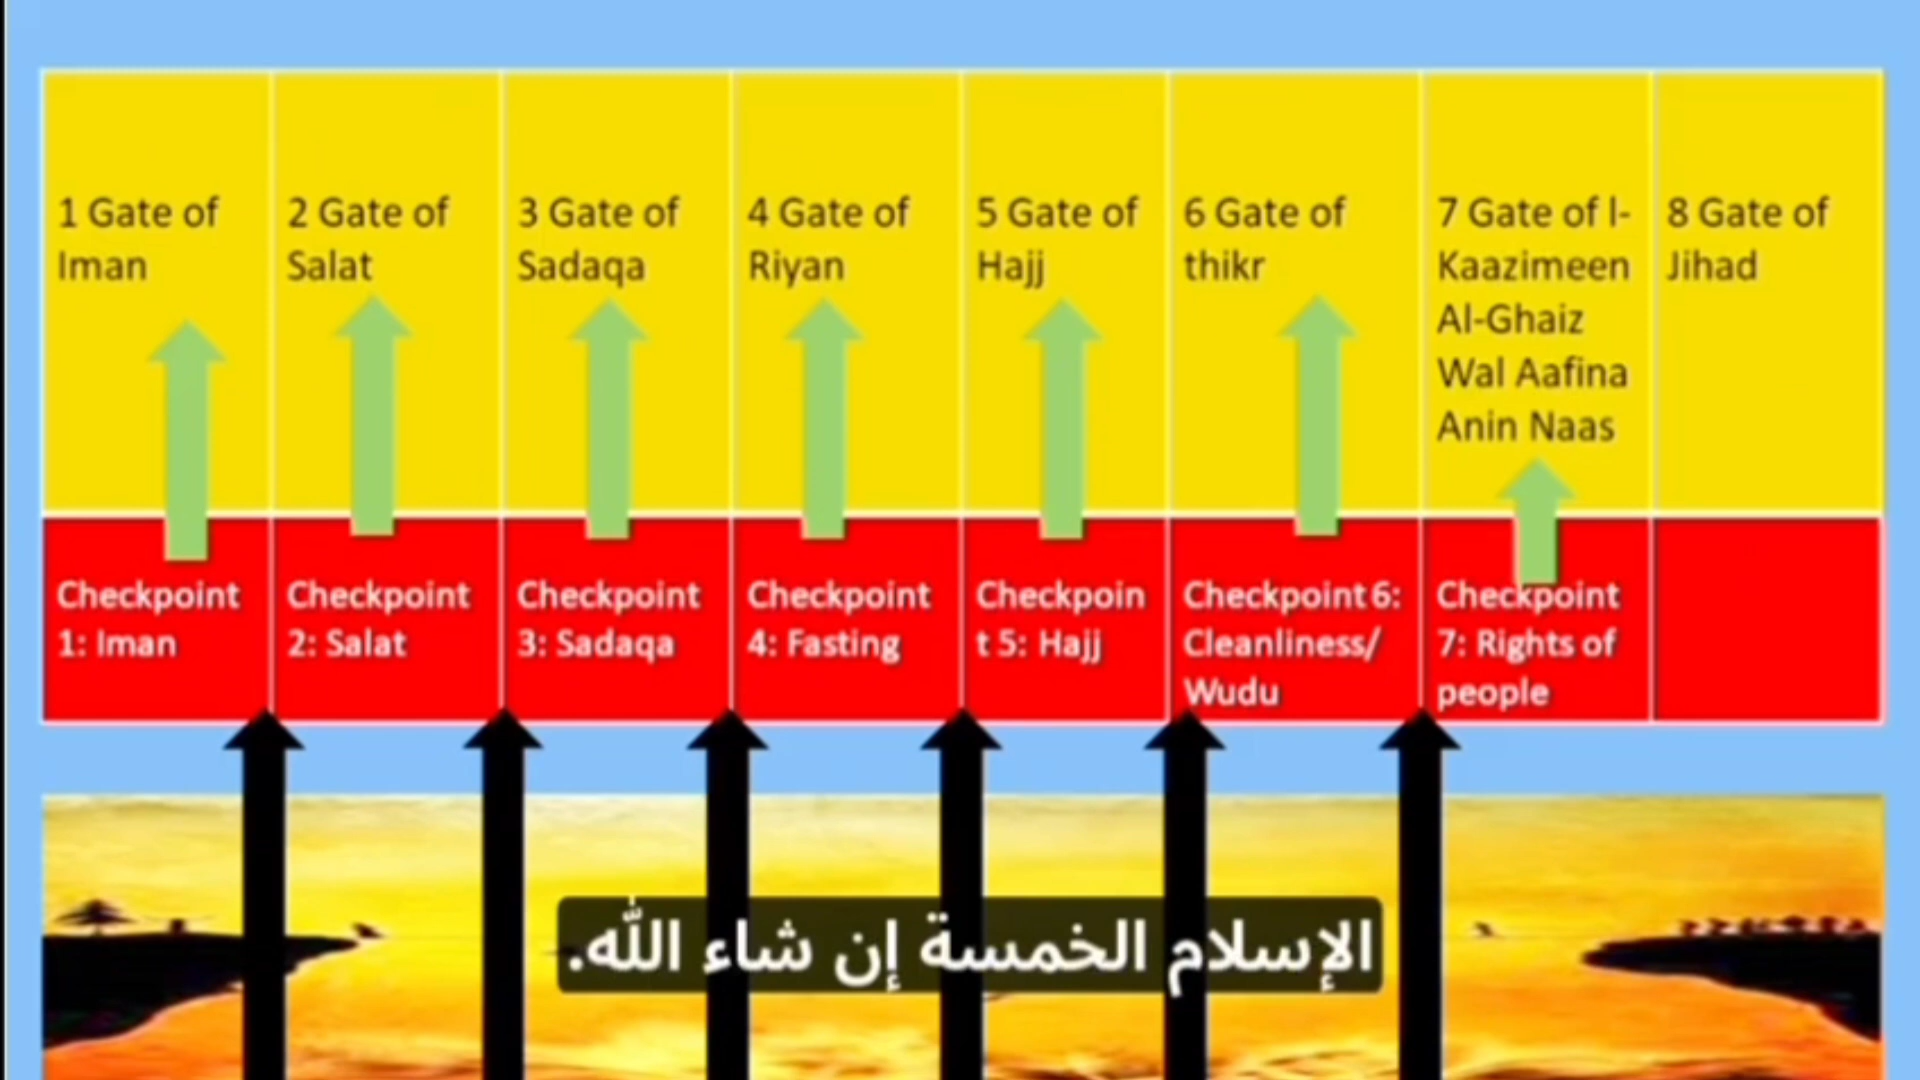 1 Gate of
Iman
2 Gate of
Salat
3 Gate of
Sadaqa
4 Gate of
Riyan
5 Gate of
Hajj
6 Gate of
thikr
7 Gate of l-
Kaazimeen
Al-Ghaiz
Wal Aafina
Anin Naas
8 Gate of
Jihad
Checkpoint
1: Iman
Checkpoint
2: Salat
Checkpoint
3: Sadaqa
Checkpoint
4: Fasting
Checkpoin
t 5: Hajj
Checkpoint 6:
Cleanliness/
Wudu
Checkpoint
7: Rights of
people
الإسلام الخمسة إن شاء الله.